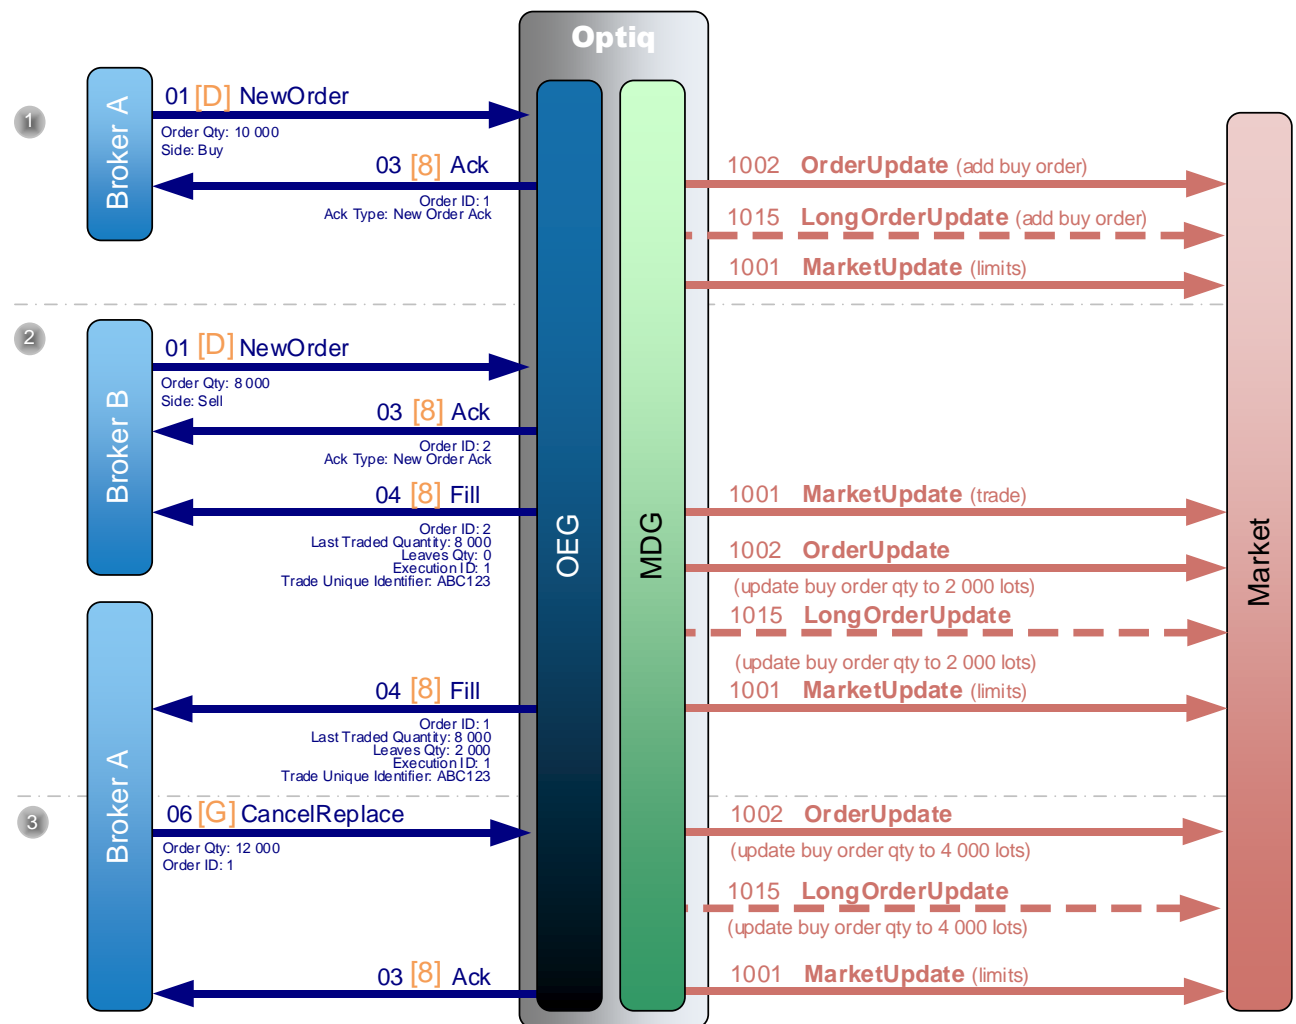 Optiq
1
Broker A
01 [D] NewOrder
Order Qty: 10 000
Side: Buy
03 [8] Ack
Order ID: 1
Ack Type: New Order Ack
1002 OrderUpdate (add buy order)
1015 LongOrderUpdate (add buy order)
1001 MarketUpdate (limits)
2
Broker B
01 [D] NewOrder
Order Qty: 8 000
Side: Sell
03 [8] Ack
Order ID: 2
Ack Type: New Order Ack
04 [8] Fill
Order ID: 2
Last Traded Quantity: 8 000
Leaves Qty: 0
Execution ID: 1
Trade Unique Identifier: ABC123
OEG
MDG
1001 MarketUpdate (trade)
1002 OrderUpdate
(update buy order qty to 2 000 lots)
1015 LongOrderUpdate
(update buy order qty to 2 000 lots)
1001 MarketUpdate (limits)
Market
Broker A
04 [8] Fill
Order ID: 1
Last Traded Quantity: 8 000
Leaves Qty: 2 000
Execution ID: 1
Trade Unique Identifier: ABC123
3
06 [G] CancelReplace
Order Qty: 12 000
Order ID: 1
03 [8] Ack
1002 OrderUpdate
(update buy order qty to 4 000 lots)
1015 LongOrderUpdate
(update buy order qty to 4 000 lots)
1001 MarketUpdate (limits)